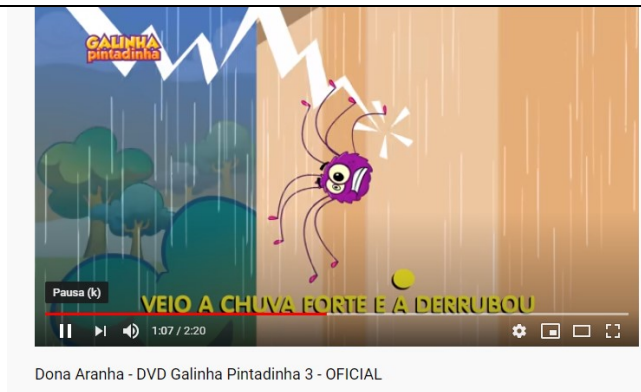 GALINHA
pintadinha
Pausa (k)
VEIO A CHUVA FORTE E A DERRUBOU
1:07 / 2:20
Dona Aranha - DVD Galinha Pintadinha 3 - OFICIAL